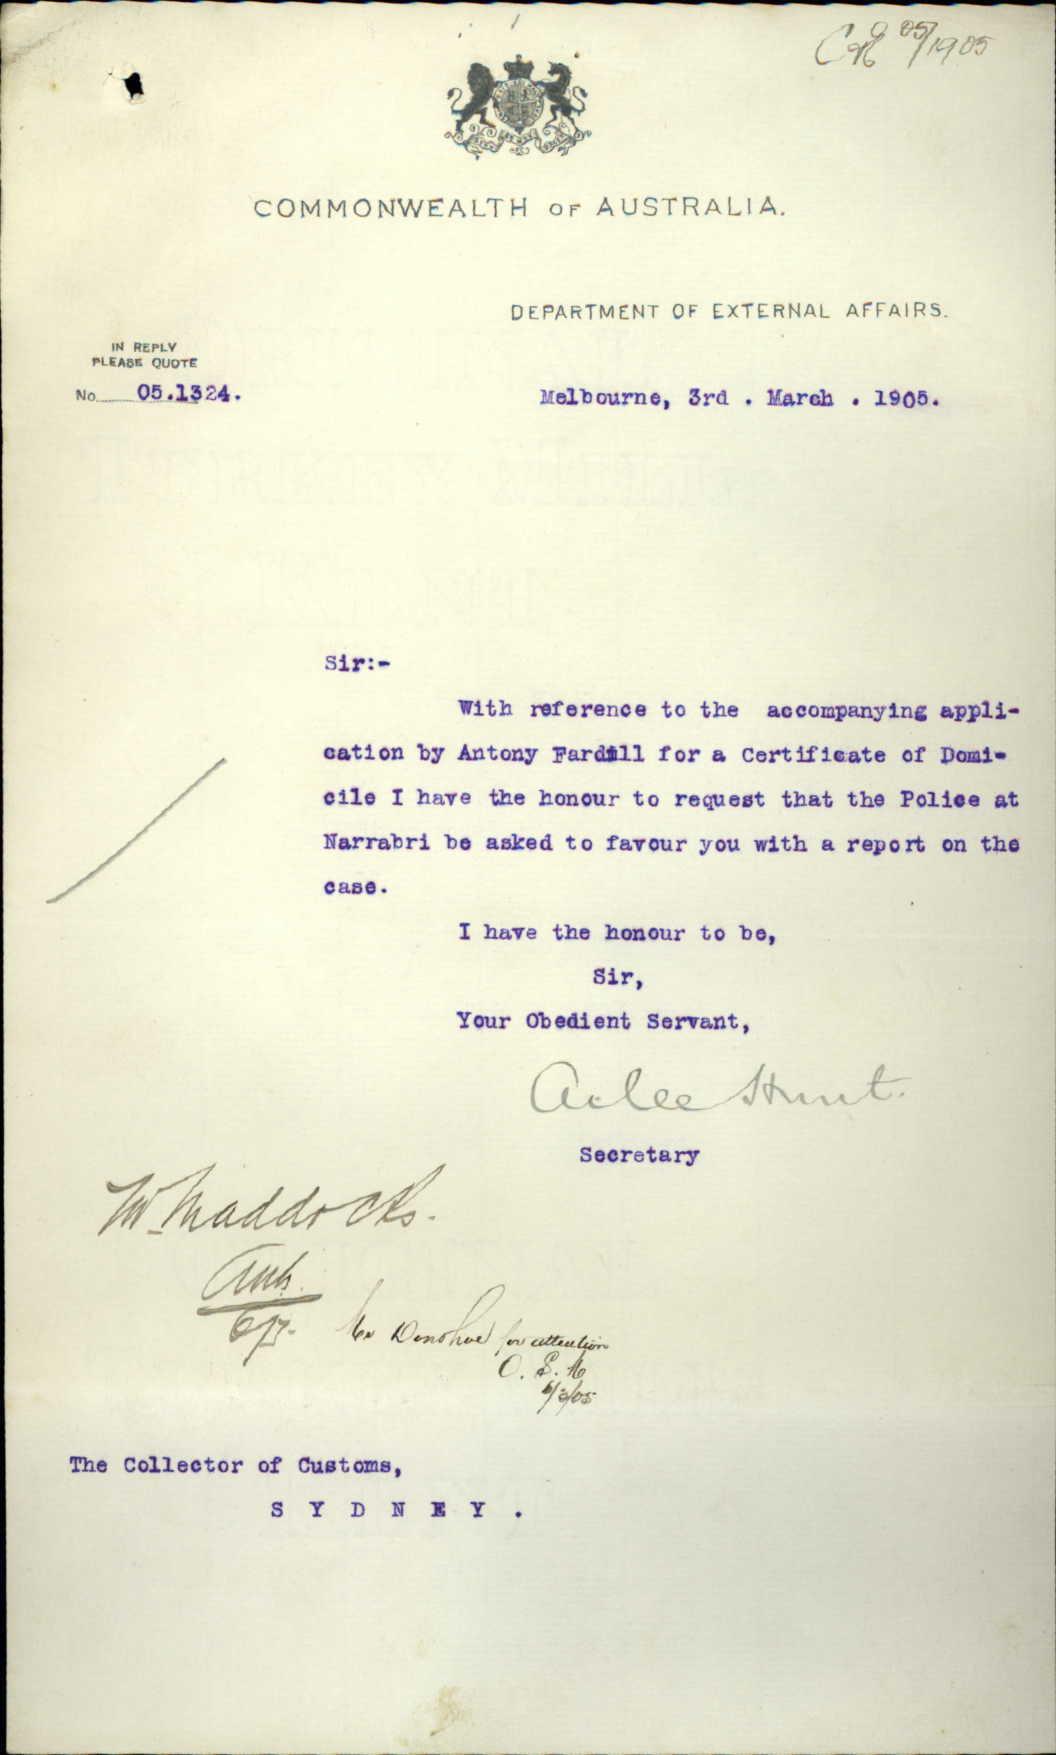 05/1905
COMMONWEALTH OF AUSTRALIA.
DEPARTMENT OF EXTERNAL AFFAIRS.
IN REPLY
PLEASE QUOTE
No. 05.1324.
Melbourne, 3rd . March . 1905.
Sir:-
With reference to the accompanying appli-
cation by Antony Fardill for a Certificate of Domi-
cile I have the honour to request that the Police at
Narrabri be asked to favour you with a report on the
case.
I have the honour to be,
Sir,
Your Obedient Servant,
Atlee Hunt.
Secretary
Mr Maddocks.
Mr Donohoe for attention
6/3/05
The Collector of Customs,
S Y D N E Y .